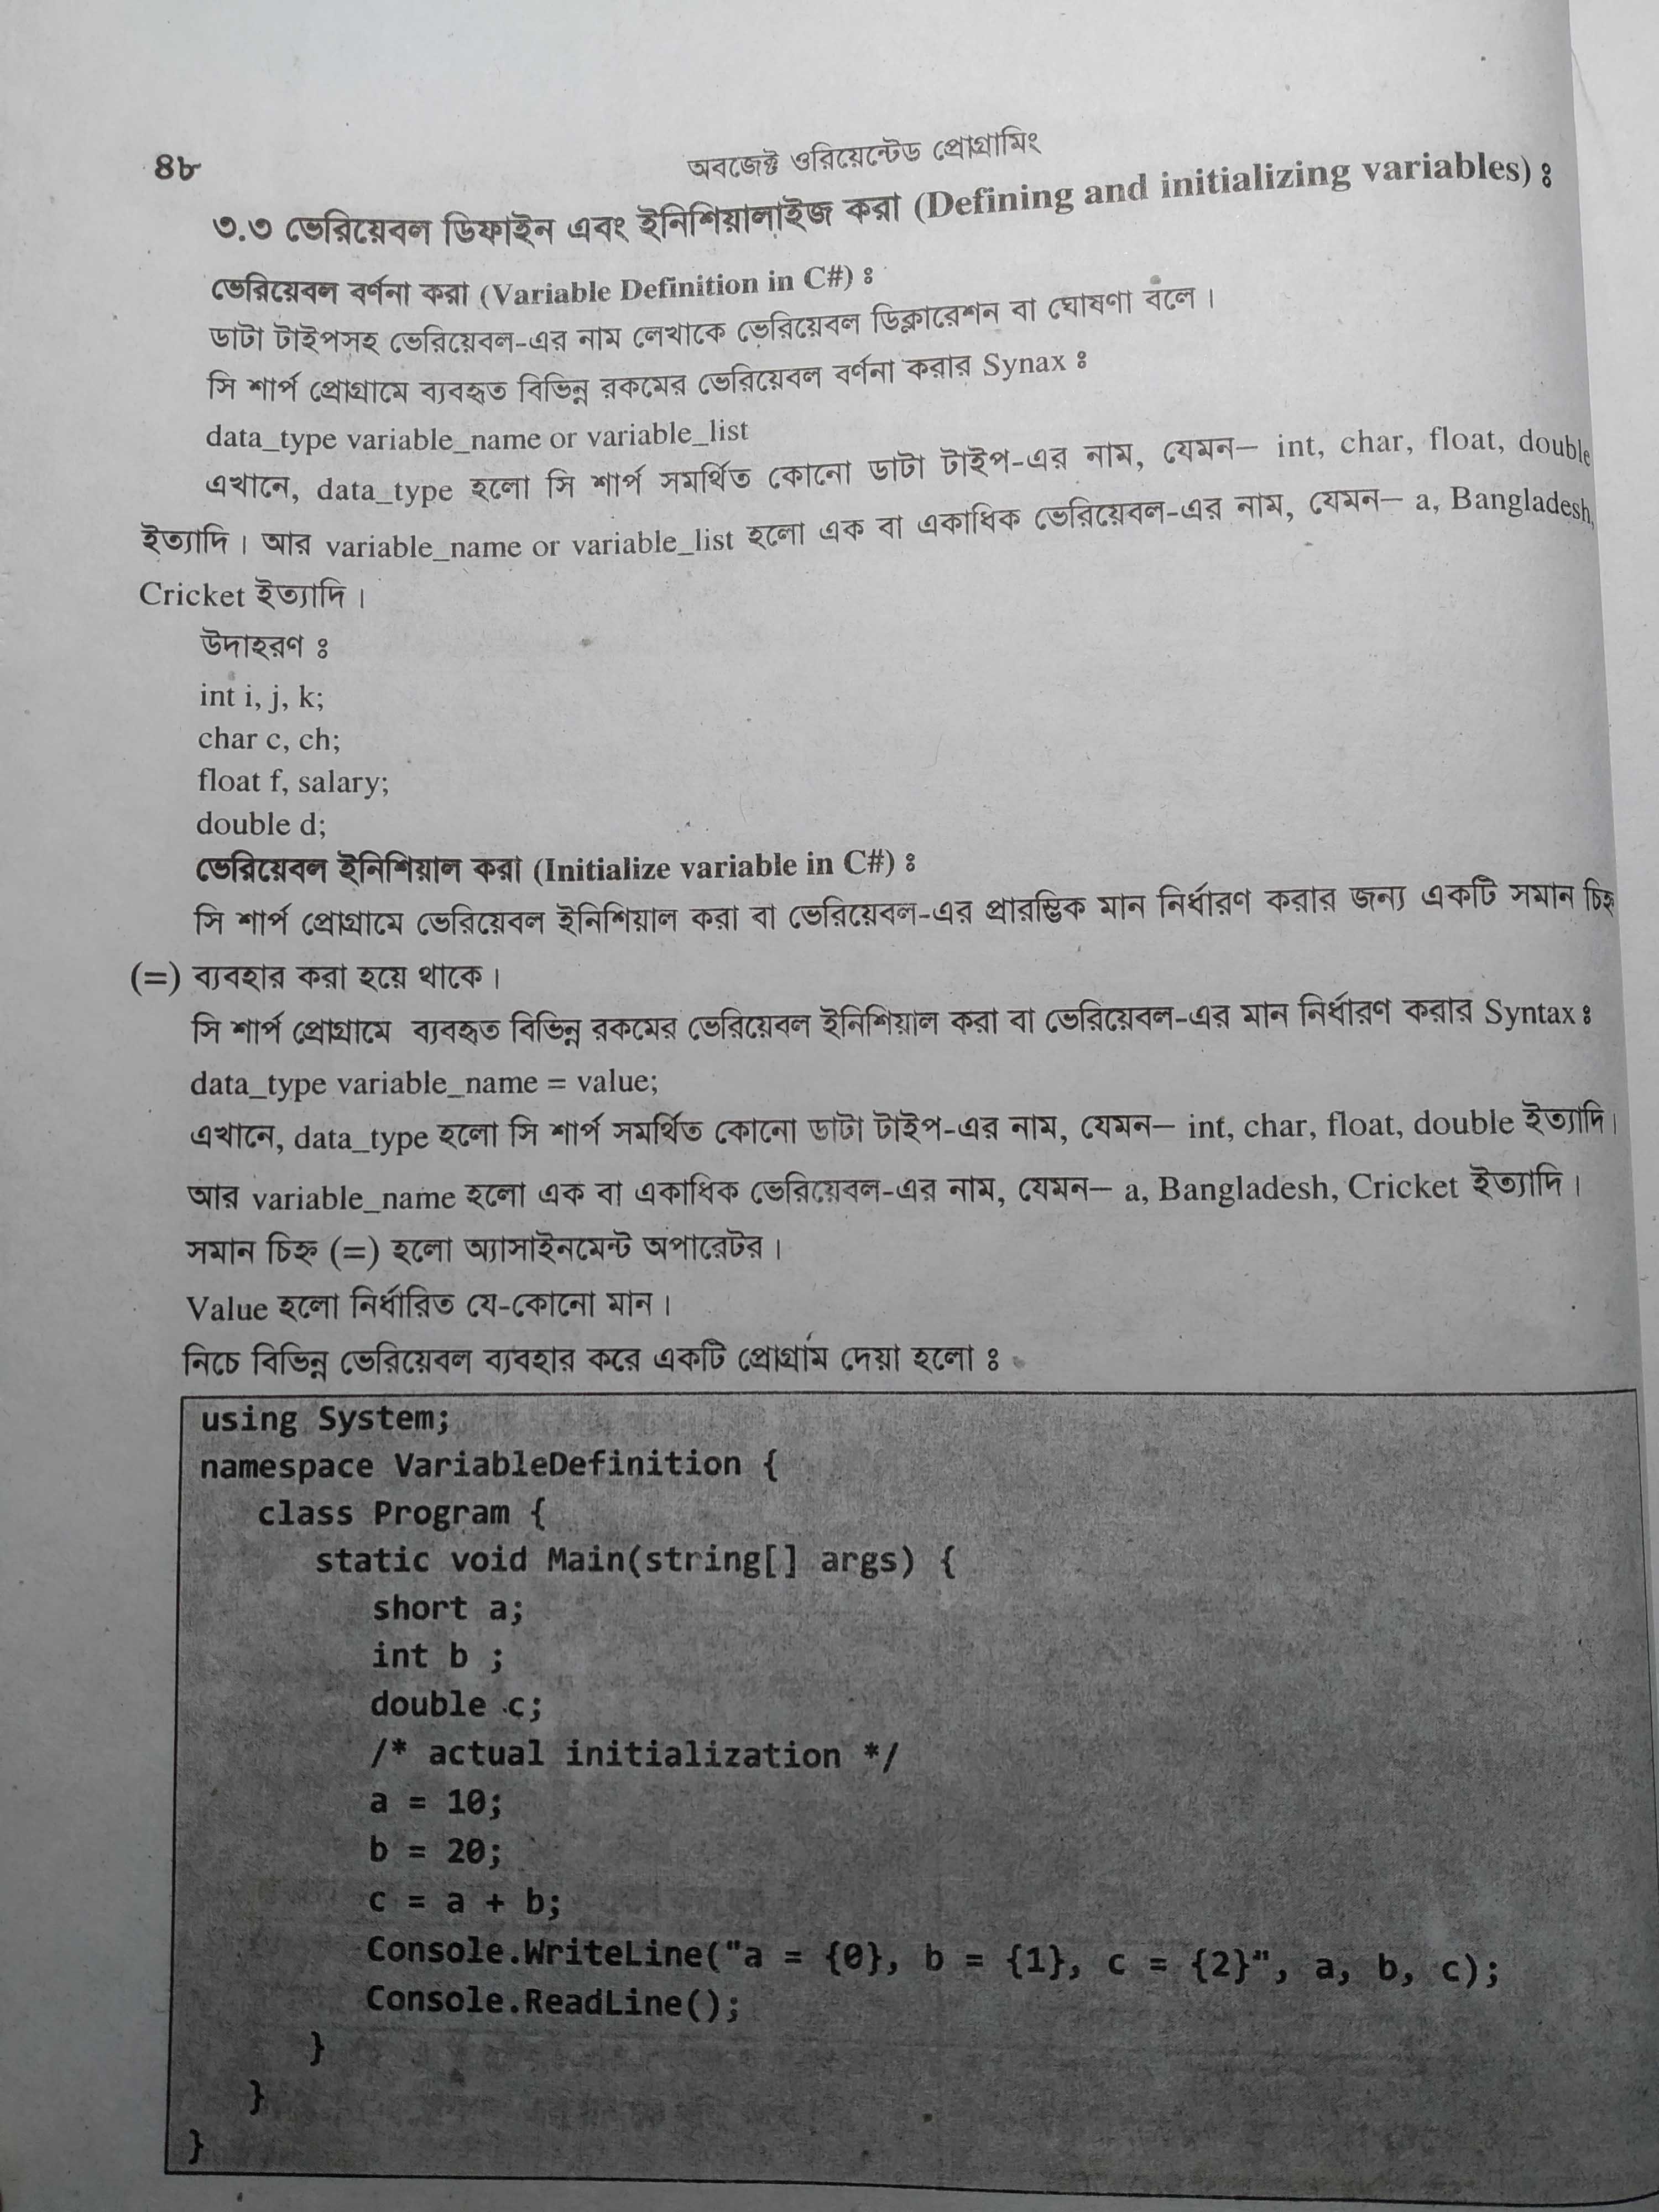 ৪৮
অবজেক্ট ওরিয়েন্টেড প্রোগ্রামিং
৩.৩ ভেরিয়েবল ডিফাইন এবং ইনিশিয়ালাইজ করা (Defining and initializing variables) ঃ
ভেরিয়েবল বর্ণনা করা (Variable Definition in C#) ঃ
ডাটা টাইপসহ ভেরিয়েবল-এর নাম লেখাকে ভেরিয়েবল ডিক্লারেশন বা ঘোষণা বলে।
সি শার্প প্রোগ্রামে ব্যবহৃত বিভিন্ন রকমের ভেরিয়েবল বর্ণনা করার Synax ঃ
data_type variable_name or variable_list
এখানে, data_type হলো সি শার্প সমর্থিত কোনো ডাটা টাইপ-এর নাম, যেমন– int, char, float, double
ইত্যাদি। আর variable_name or variable_list হলো এক বা একাধিক ভেরিয়েবল-এর নাম, যেমন– a, Bangladesh,
Cricket ইত্যাদি।
উদাহরণ ঃ
int i, j, k;
char c, ch;
float f, salary;
double d;
ভেরিয়েবল ইনিশিয়াল করা (Initialize variable in C#) ঃ
সি শার্প প্রোগ্রামে ভেরিয়েবল ইনিশিয়াল করা বা ভেরিয়েবল-এর প্রারম্ভিক মান নির্ধারণ করার জন্য একটি সমান চিহ্ন
(=) ব্যবহার করা হয়ে থাকে।
সি শার্প প্রোগ্রামে ব্যবহৃত বিভিন্ন রকমের ভেরিয়েবল ইনিশিয়াল করা বা ভেরিয়েবল-এর মান নির্ধারণ করার Syntax ঃ
data_type variable_name = value;
এখানে, data_type হলো সি শার্প সমর্থিত কোনো ডাটা টাইপ-এর নাম, যেমন– int, char, float, double ইত্যাদি।
আর variable_name হলো এক বা একাধিক ভেরিয়েবল-এর নাম, যেমন– a, Bangladesh, Cricket ইত্যাদি।
সমান চিহ্ন (=) হলো অ্যাসাইনমেন্ট অপারেটর।
Value হলো নির্ধারিত যে-কোনো মান।
নিচে বিভিন্ন ভেরিয়েবল ব্যবহার করে একটি প্রোগ্রাম দেয়া হলো ঃ
using System;
namespace VariableDefinition {
class Program {
static void Main(string[] args) {
short a;
int b ;
double c;
/* actual initialization */
a = 10;
b = 20;
c = a + b;
Console.WriteLine("a = {0}, b = {1}, c = {2}", a, b, c);
Console.ReadLine();
}
}
}